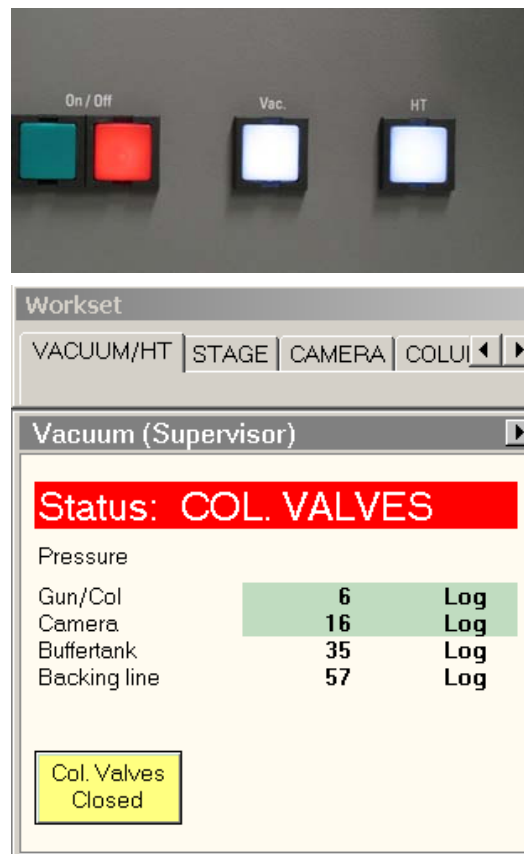 On / Off Vac. HT
Workset
VACUUM/HT STAGE CAMERA COLU
Vacuum (Supervisor)
Status: COL. VALVES
Pressure
Gun/Col 6 Log
Camera 16 Log
Buffertank 35 Log
Backing line 57 Log
Col. Valves
Closed